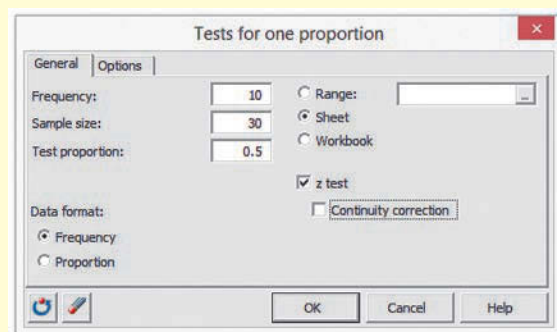 Tests for one proportion
General
Options
Frequency:
10
Sample size:
30
Test proportion:
0.5
Data format:
Frequency
Proportion
Range:
...
Sheet
Workbook
z test
Continuity correction
OK
Cancel
Help